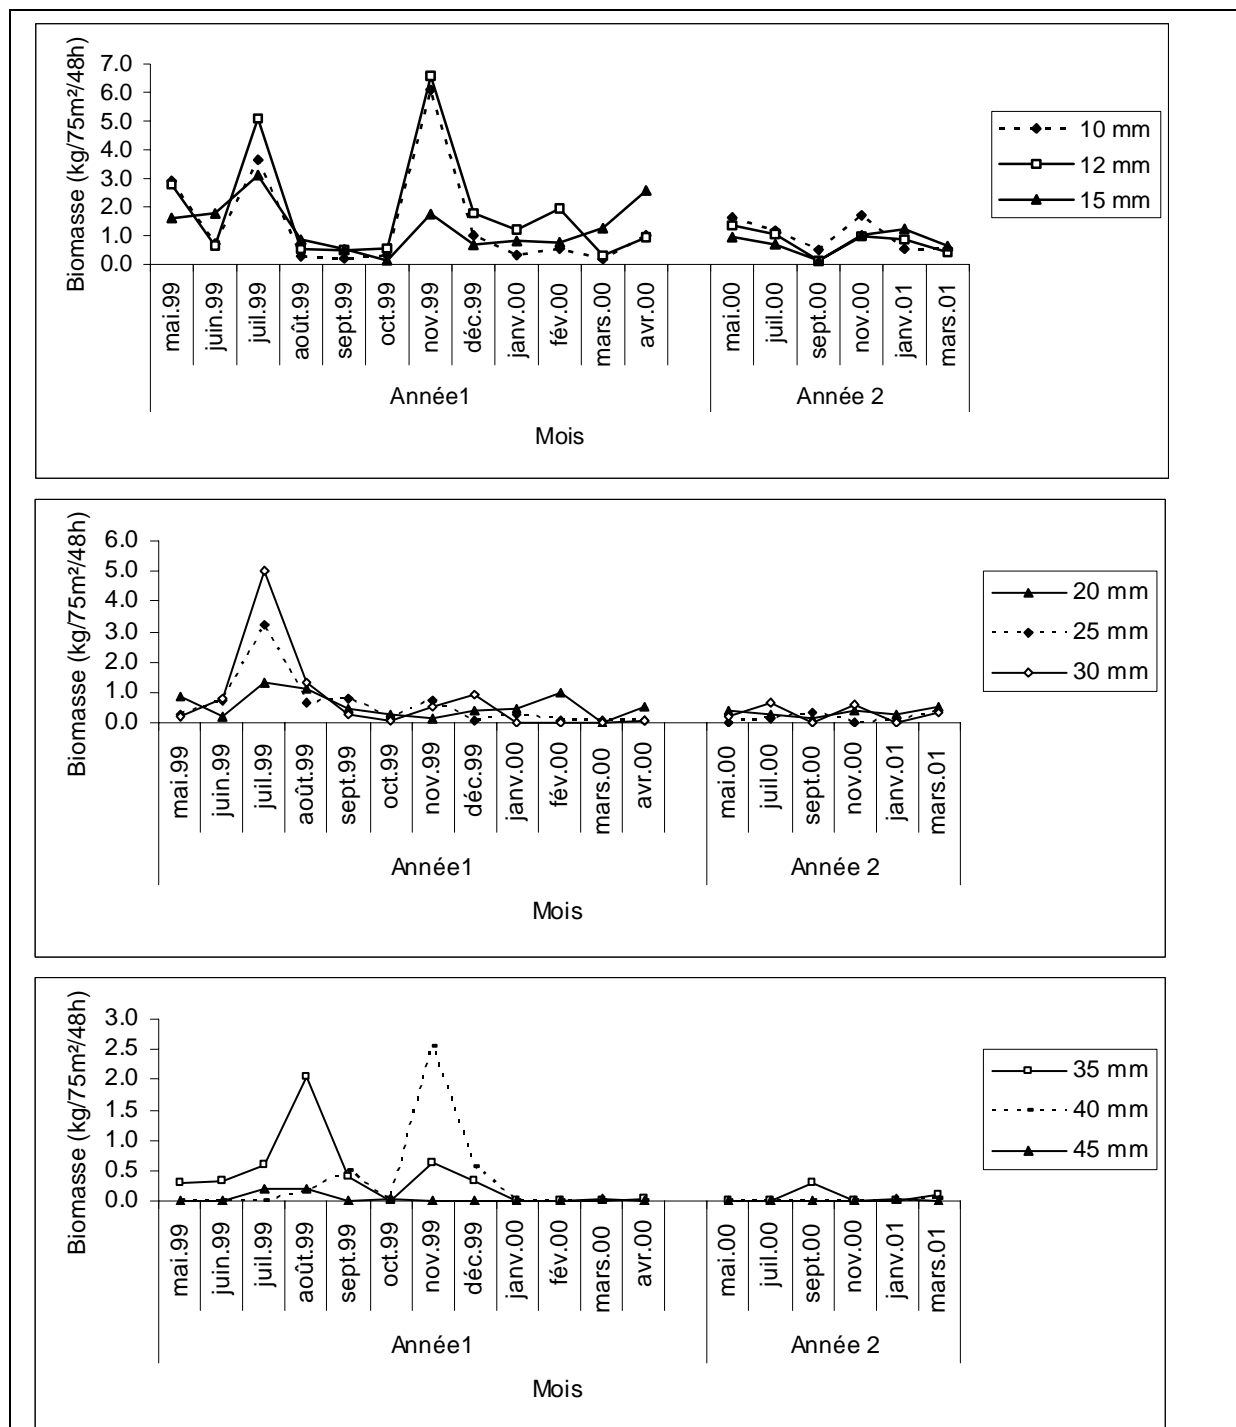 Biomasse (kg/75m²/48h)
7.0
6.0
5.0
4.0
3.0
2.0
1.0
0.0
mai.99 juin.99 juil.99 août.99 sept.99 oct.99 nov.99 déc.99 janv.00 fév.00 mars.00 avr.00 mai.00 juil.00 sept.00 nov.00 janv.01 mars.01
Année1 Année 2
Mois
10 mm
12 mm
15 mm
Biomasse (kg/75m²/48h)
6.0
5.0
4.0
3.0
2.0
1.0
0.0
mai.99 juin.99 juil.99 août.99 sept.99 oct.99 nov.99 déc.99 janv.00 fév.00 mars.00 avr.00 mai.00 juil.00 sept.00 nov.00 janv.01 mars.01
Année1 Année 2
Mois
20 mm
25 mm
30 mm
Biomasse (kg/75m²/48h)
3.0
2.5
2.0
1.5
1.0
0.5
0.0
mai.99 juin.99 juil.99 août.99 sept.99 oct.99 nov.99 déc.99 janv.00 fév.00 mars.00 avr.00 mai.00 juil.00 sept.00 nov.00 janv.01 mars.01
Année1 Année 2
Mois
35 mm
40 mm
45 mm